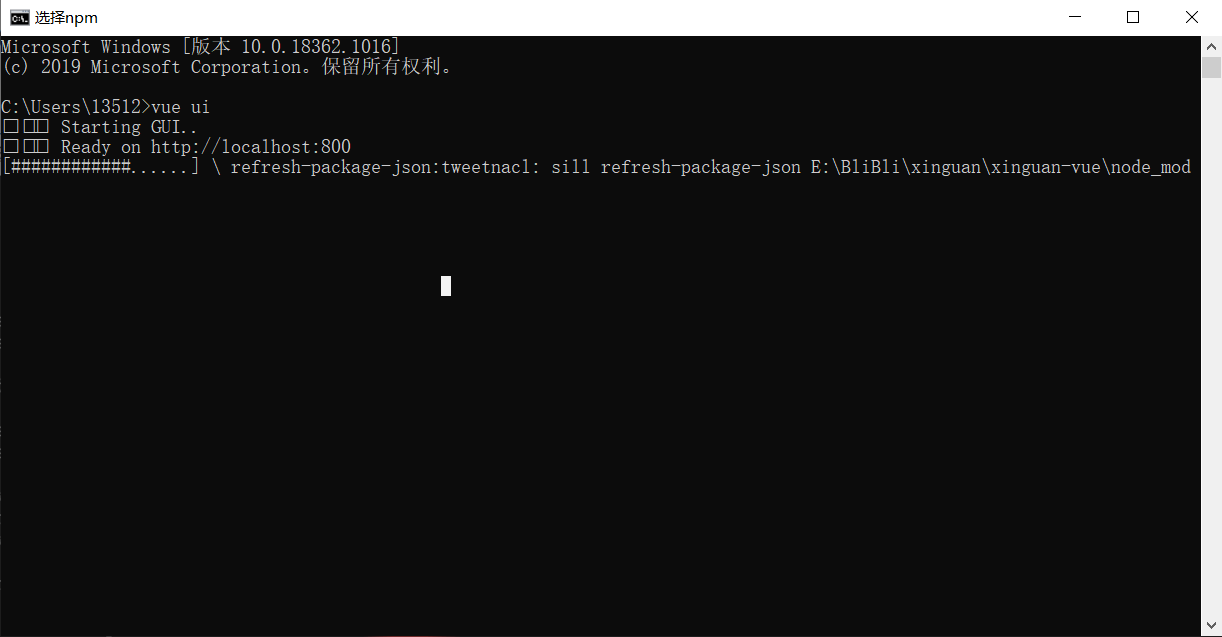 选择npm
Microsoft Windows [版本 10.0.18362.1016]
(c) 2019 Microsoft Corporation。保留所有权利。
C:\Users\13512>vue ui
Starting GUI..
Ready on http://localhost:800
[############......] \ refresh-package-json:tweetnacl: sill refresh-package-json E:\BliBli\xinguan\xinguan-vue\node_mod